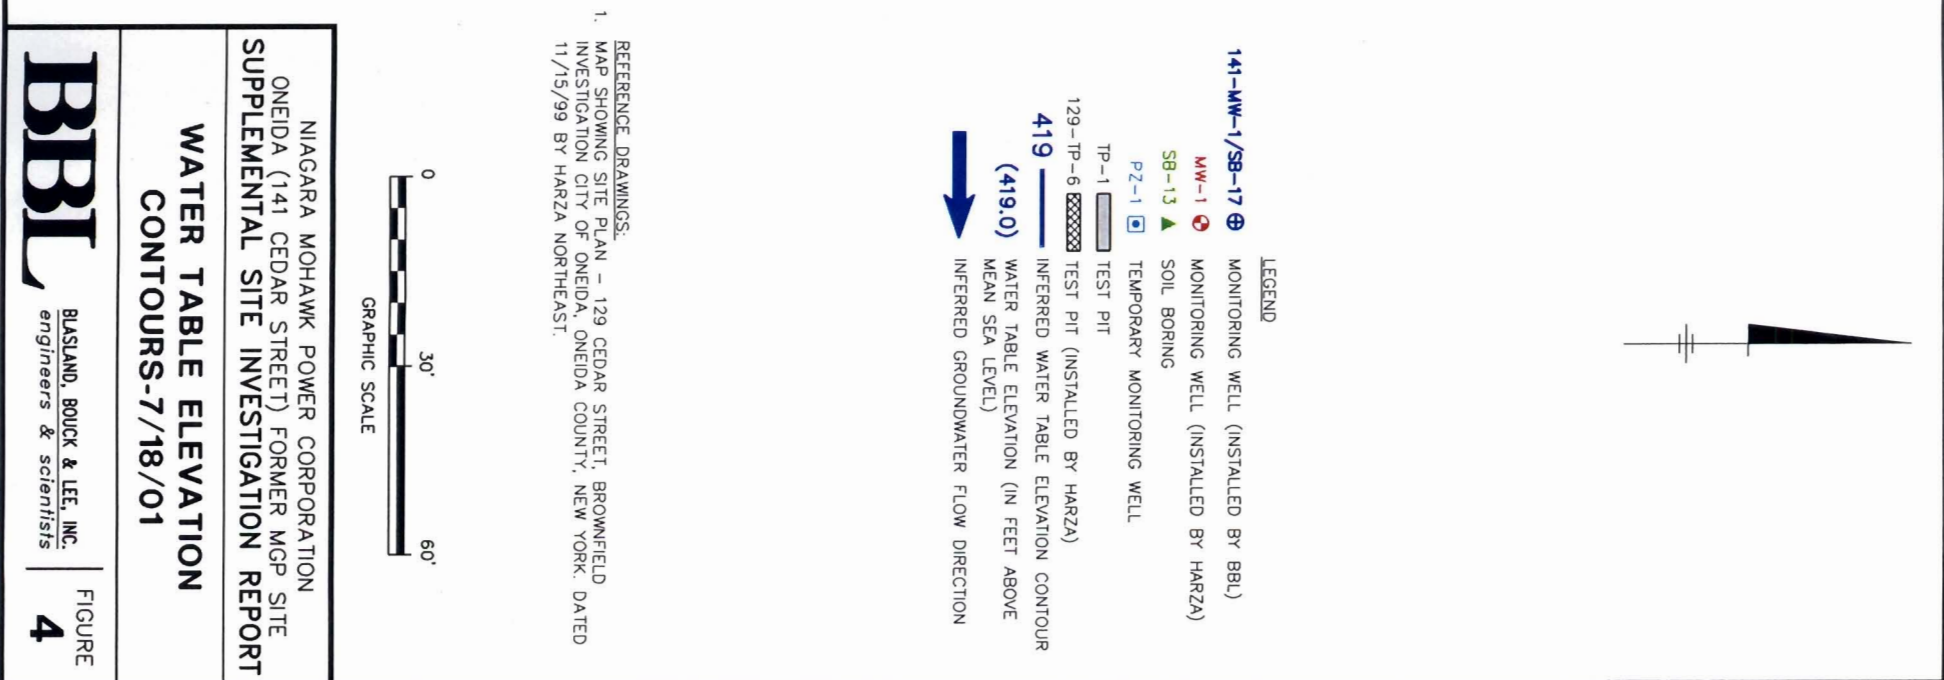 LEGEND
141-MW-1/SB-17 MONITORING WELL (INSTALLED BY BBL)
MW-1 MONITORING WELL (INSTALLED BY HARZA)
SB-13 SOIL BORING
PZ-1 TEMPORARY MONITORING WELL
TP-1 TEST PIT
129-TP-6 TEST PIT (INSTALLED BY HARZA)
419 INFERRED WATER TABLE ELEVATION CONTOUR
(419.0) WATER TABLE ELEVATION (IN FEET ABOVE
MEAN SEA LEVEL)
INFERRED GROUNDWATER FLOW DIRECTION
REFERENCE DRAWINGS:
1. MAP SHOWING SITE PLAN - 129 CEDAR STREET, BROWNFIELD
INVESTIGATION CITY OF ONEIDA, ONEIDA COUNTY, NEW YORK. DATED
11/15/99 BY HARZA NORTHEAST.
0 30' 60'
GRAPHIC SCALE
NIAGARA MOHAWK POWER CORPORATION
ONEIDA (141 CEDAR STREET) FORMER MGP SITE
SUPPLEMENTAL SITE INVESTIGATION REPORT
WATER TABLE ELEVATION
CONTOURS-7/18/01
BBL
BLASLAND, BOUCK & LEE, INC.
engineers & scientists
FIGURE
4